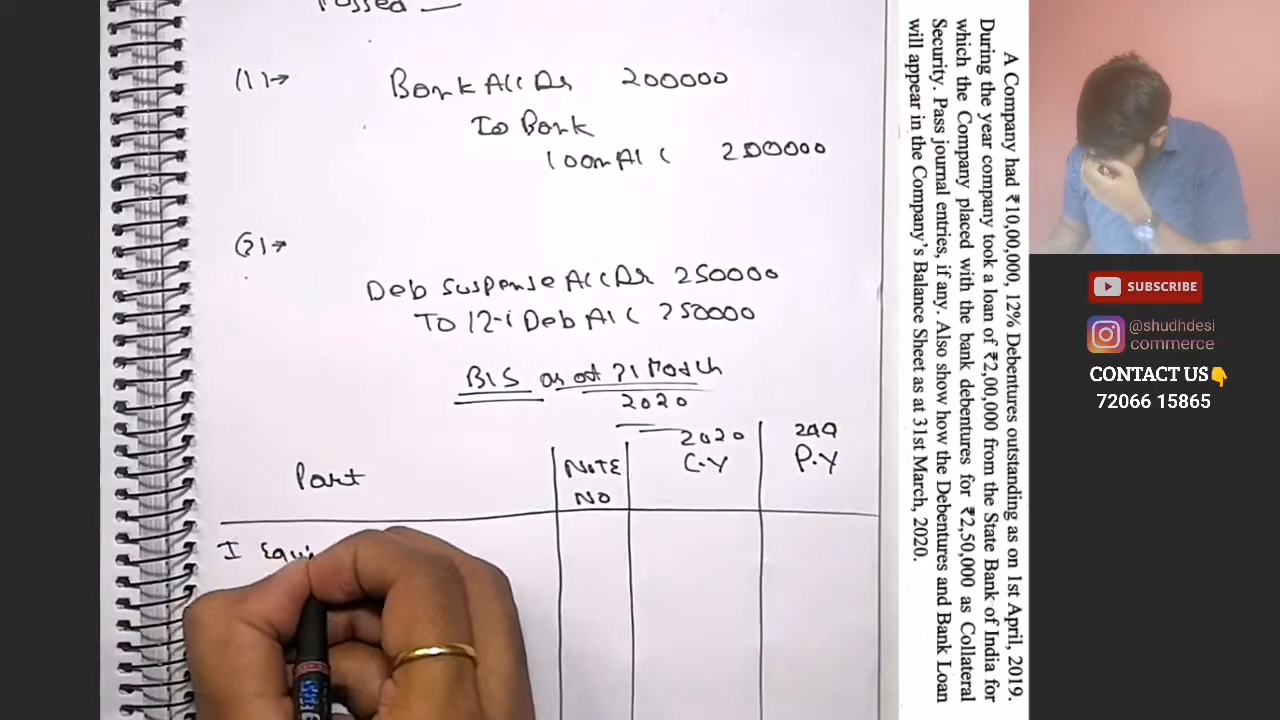 Passed
(1)→ Bank A/c Dr 200000
To Bank
loan A/c 200000
(2)→
Deb Suspense A/c Dr 250000
To 12% Deb A/c 250000
B/S as at 31 March
2020
Part
NOTE
NO
2020
C.Y
P.Y
I Equi
A Company had ₹10,00,000, 12% Debentures outstanding as on 1st April, 2019.
During the year company took a loan of ₹2,00,000 from the State Bank of India for
which the Company placed with the bank debentures for ₹2,50,000 as Collateral
Security. Pass journal entries, if any. Also show how the Debentures and Bank Loan
will appear in the Company's Balance Sheet as at 31st March, 2020.
SUBSCRIBE
@shudhdesi
commerce
CONTACT US👇
72066 15865